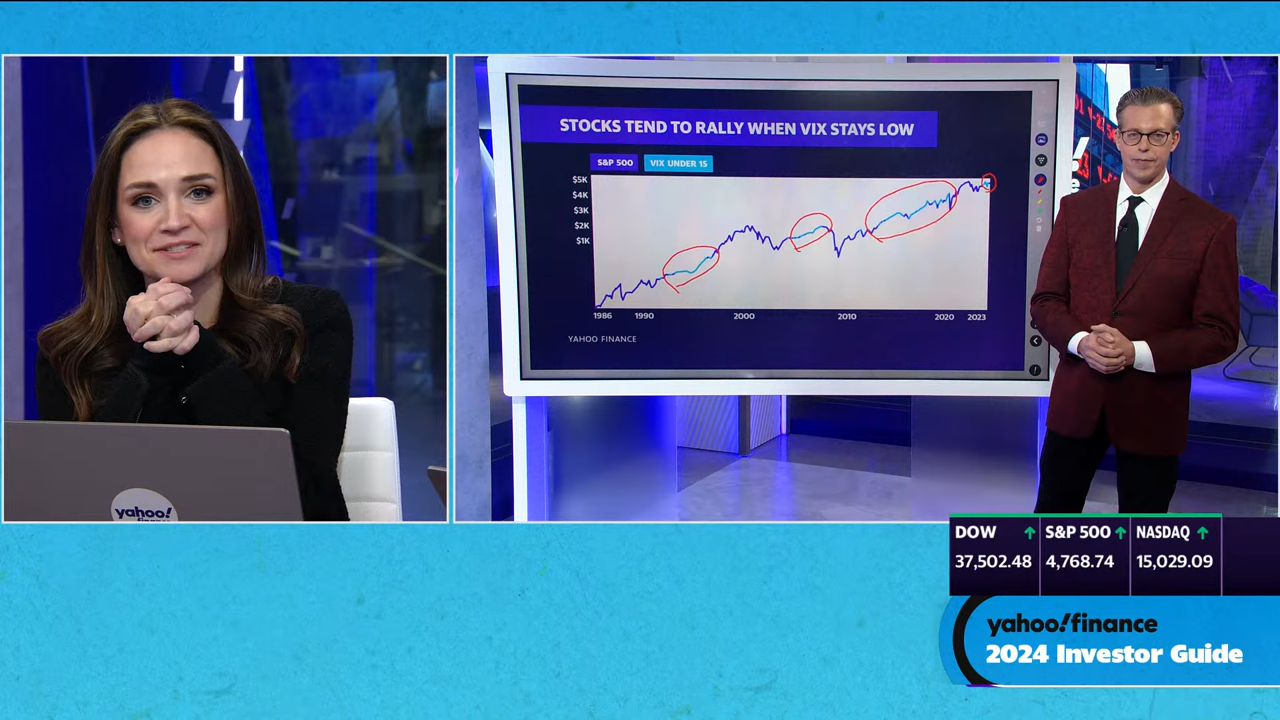 STOCKS TEND TO RALLY WHEN VIX STAYS LOW
S&P 500 VIX UNDER 15
$5K
$4K
$3K
$2K
$1K
1986 1990 2000 2010 2020 2023
YAHOO FINANCE
yahoo!
DOW S&P 500 NASDAQ
37,502.48 4,768.74 15,029.09
yahoo!finance
2024 Investor Guide